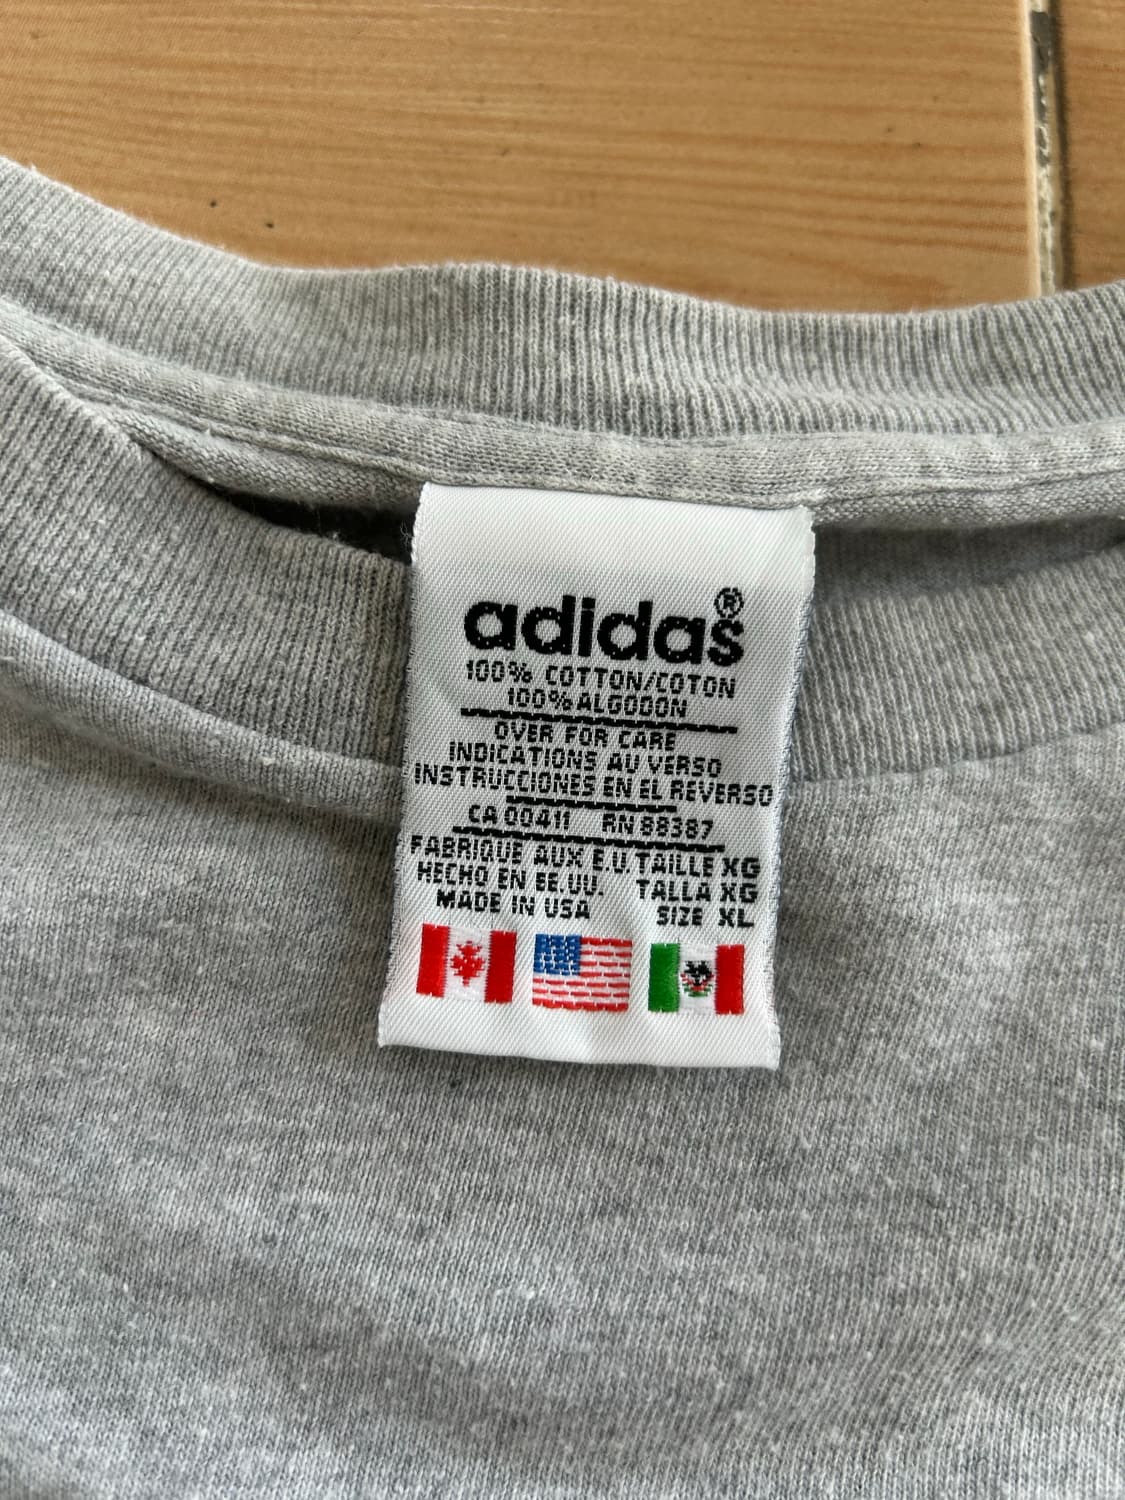 adidas®
100% COTTON/COTON
100% ALGODON
OVER FOR CARE
INDICATIONS AU VERSO
INSTRUCCIONES EN EL REVERSO
CA 00411 RN 88387
FABRIQUE AUX E.U. TAILLE XG
HECHO EN EE.UU. TALLA XG
MADE IN USA SIZE XL